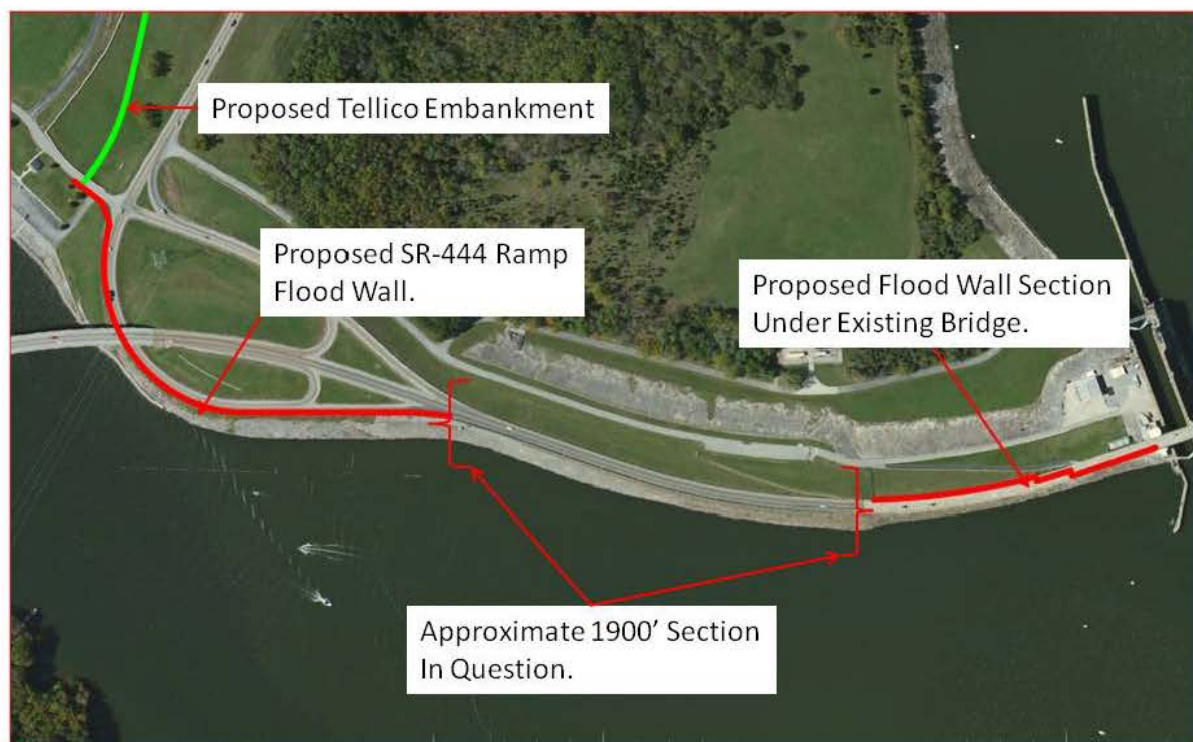 Proposed Tellico Embankment
Proposed SR-444 Ramp
Flood Wall.
Proposed Flood Wall Section
Under Existing Bridge.
Approximate 1900’ Section
In Question.